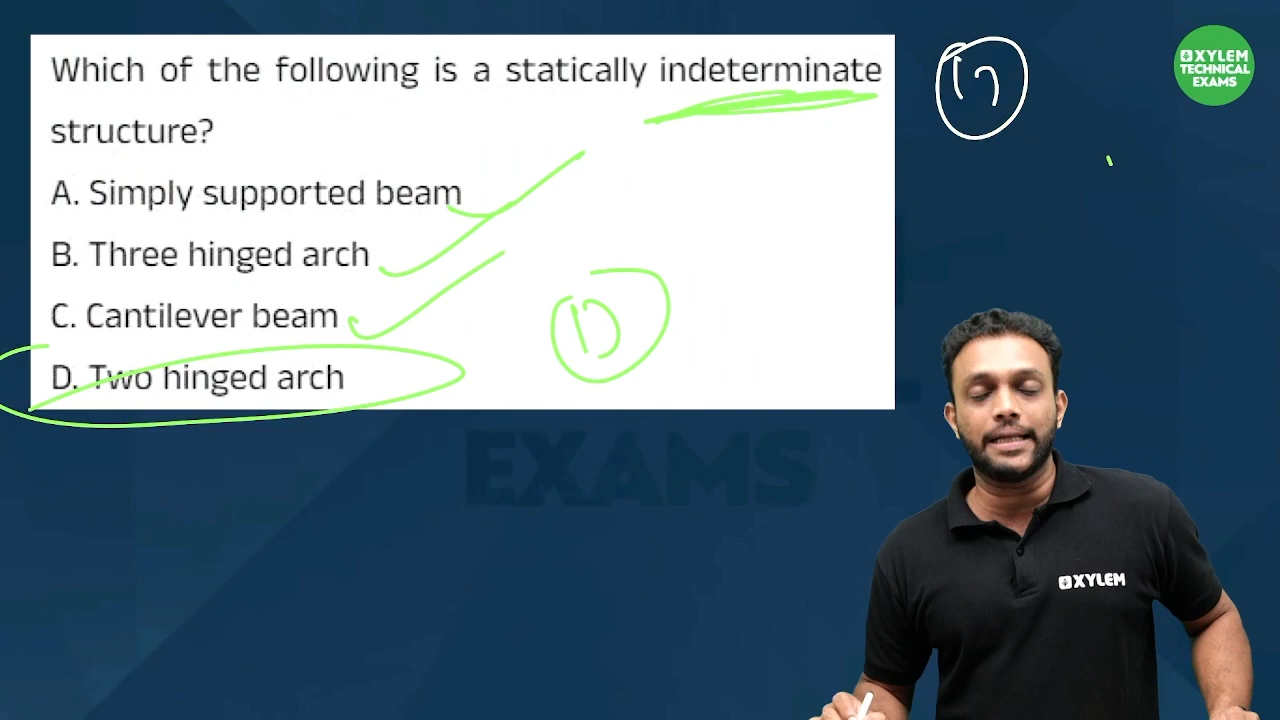 Which of the following is a statically indeterminate
structure?
A. Simply supported beam
B. Three hinged arch
C. Cantilever beam
D. Two hinged arch
D
17
XYLEM
TECHNICAL
EXAMS
EXAMS
XYLEM